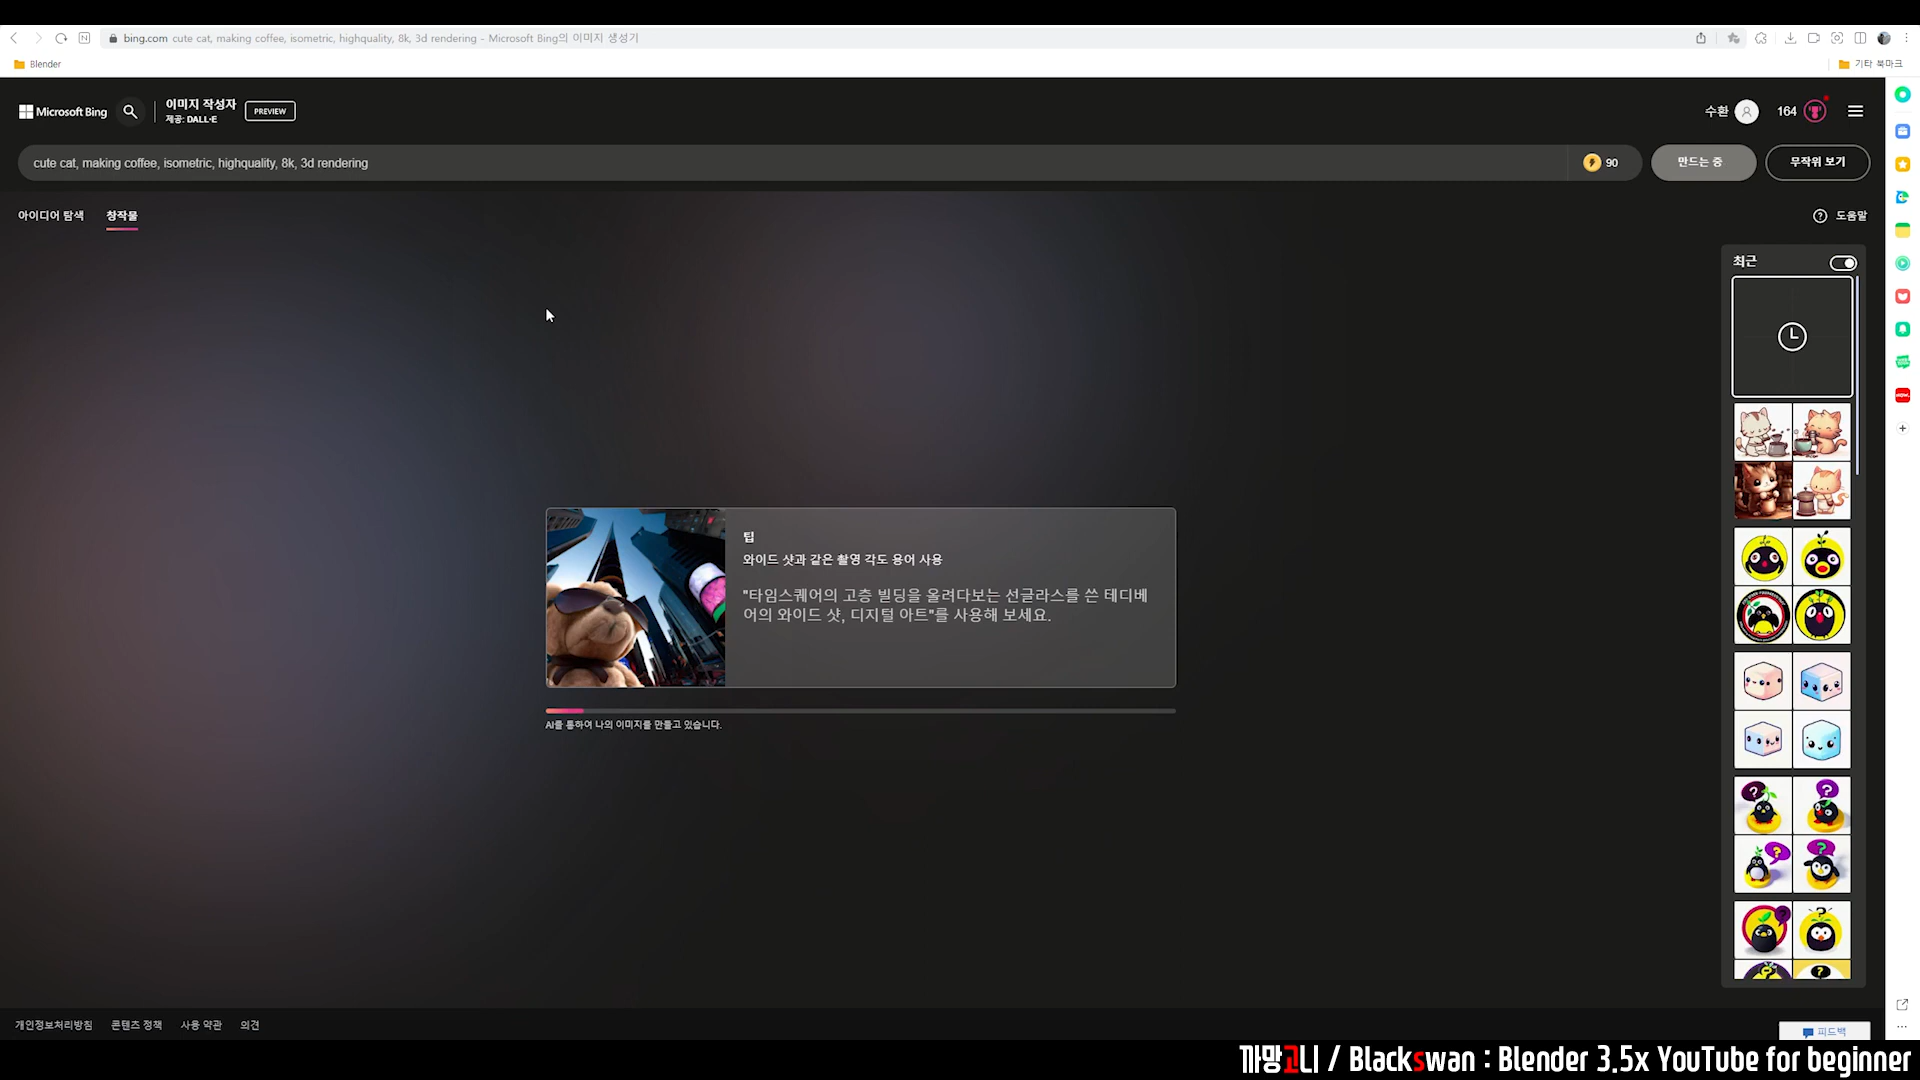 bing.com cute cat, making coffee, isometric, highquality, 8k, 3d rendering - Microsoft Bing의 이미지 생성기
Blender
기타 북마크
Microsoft Bing
이미지 작성자
제공: DALL·E
PREVIEW
수환
164
cute cat, making coffee, isometric, highquality, 8k, 3d rendering
90
만드는 중
무작위 보기
아이디어 탐색
창작물
도움말
최근
팁
와이드 샷과 같은 촬영 각도 용어 사용
"타임스퀘어의 고층 빌딩을 올려다보는 선글라스를 쓴 테디베
어의 와이드 샷, 디지털 아트"를 사용해 보세요.
AI를 통하여 나의 이미지를 만들고 있습니다.
개인정보처리방침
콘텐츠 정책
사용 약관
의견
피드백
까망고니 / Blackswan : Blender 3.5x YouTube for beginner